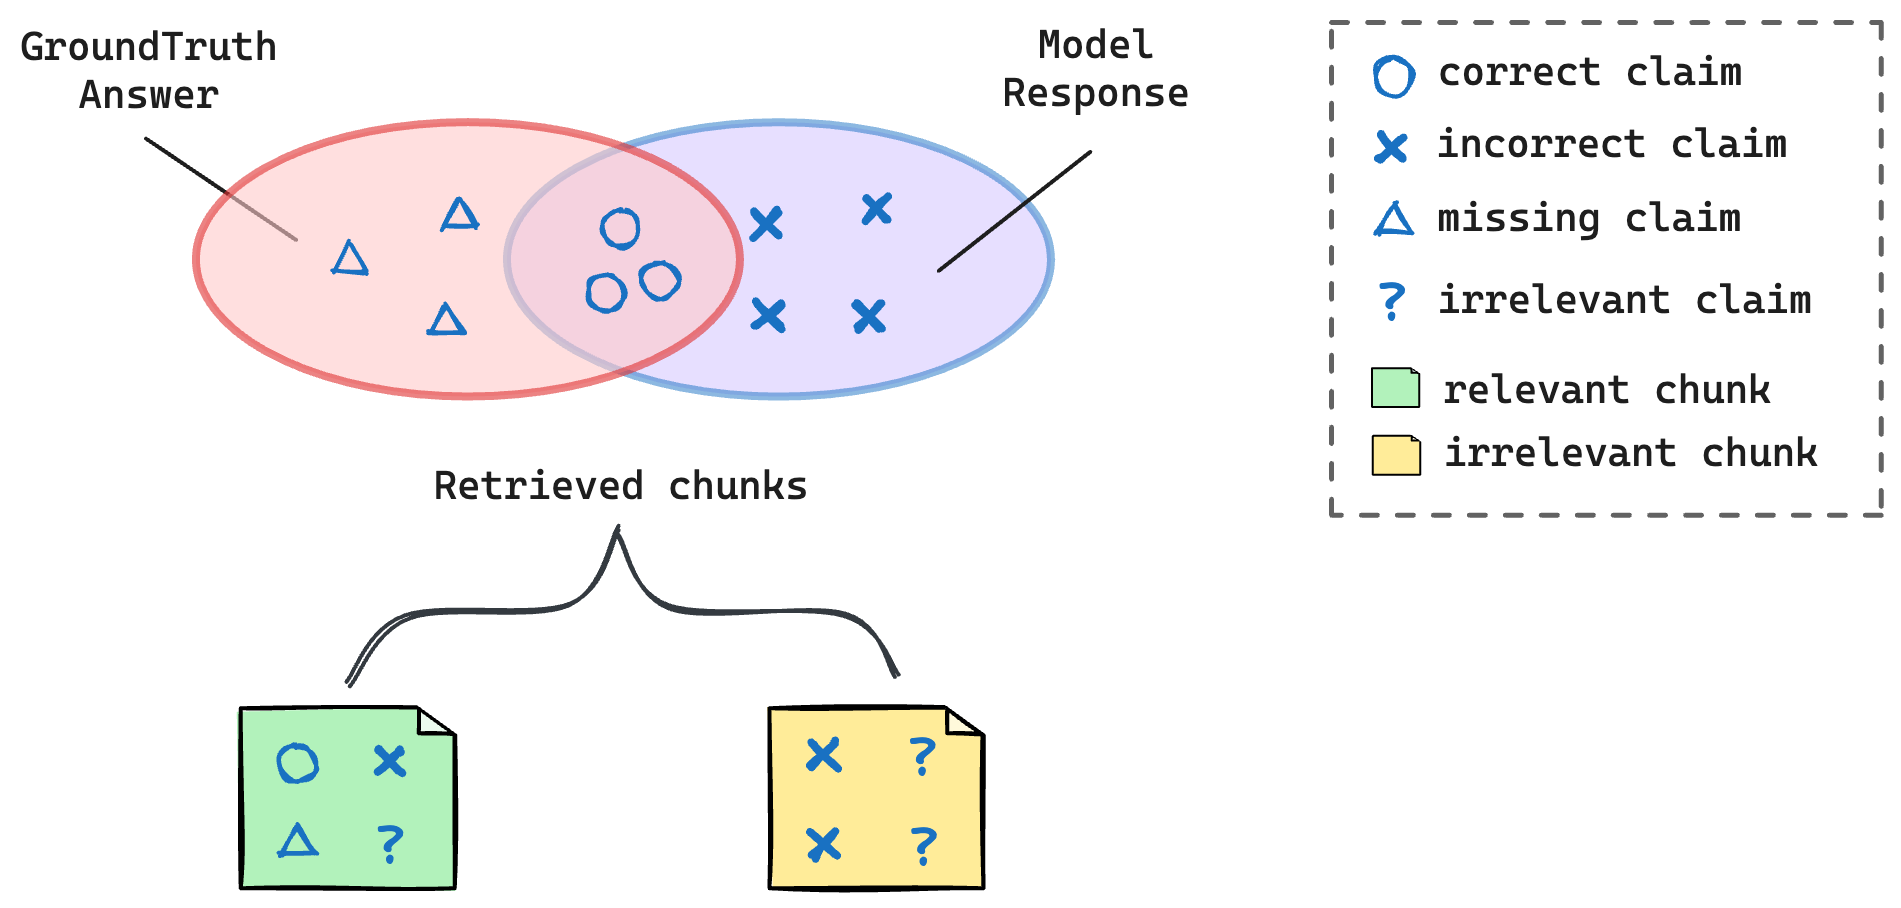 GroundTruth
Answer
Model
Response
correct claim
incorrect claim
missing claim
? irrelevant claim
relevant chunk
irrelevant chunk
Retrieved chunks
?
?
?